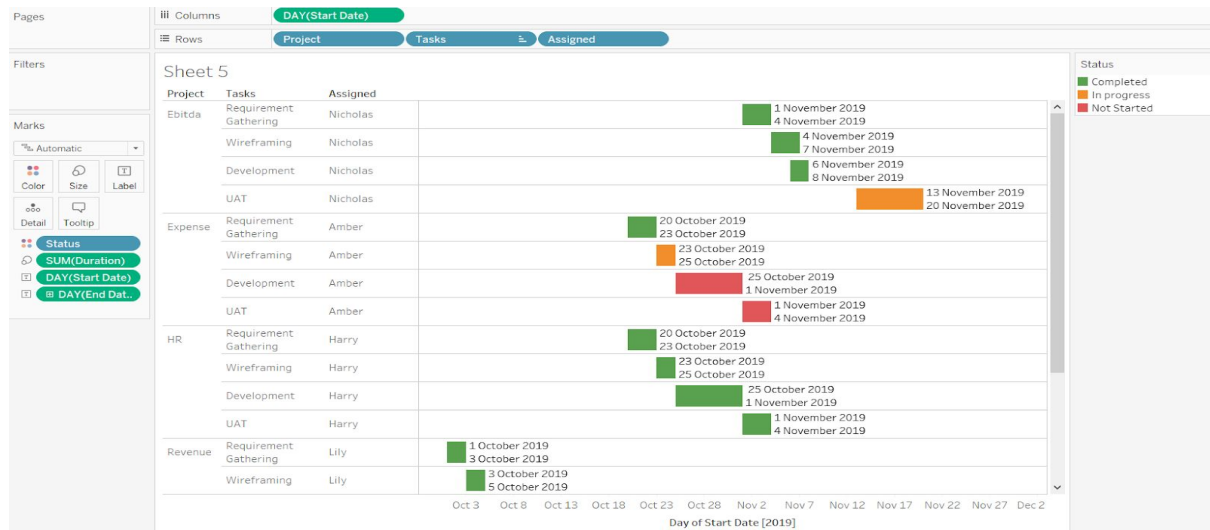 Pages
Columns
DAY(Start Date)
Rows
Project
Tasks
Assigned
Filters
Marks
Automatic
Color
Size
Label
Detail
Tooltip
Status
SUM(Duration)
DAY(Start Date)
DAY(End Dat..
Sheet 5
Project Tasks Assigned
Ebitda Requirement Gathering Nicholas
1 November 2019
4 November 2019
Wireframing Nicholas
4 November 2019
7 November 2019
Development Nicholas
6 November 2019
8 November 2019
UAT Nicholas
13 November 2019
20 November 2019
Expense Requirement Gathering Amber
20 October 2019
23 October 2019
Wireframing Amber
23 October 2019
25 October 2019
Development Amber
25 October 2019
1 November 2019
UAT Amber
1 November 2019
4 November 2019
HR Requirement Gathering Harry
20 October 2019
23 October 2019
Wireframing Harry
23 October 2019
25 October 2019
Development Harry
25 October 2019
1 November 2019
UAT Harry
1 November 2019
4 November 2019
Revenue Requirement Gathering Lily
1 October 2019
3 October 2019
Wireframing Lily
3 October 2019
5 October 2019
Oct 3 Oct 8 Oct 13 Oct 18 Oct 23 Oct 28 Nov 2 Nov 7 Nov 12 Nov 17 Nov 22 Nov 27 Dec 2
Day of Start Date [2019]
Status
Completed
In progress
Not Started